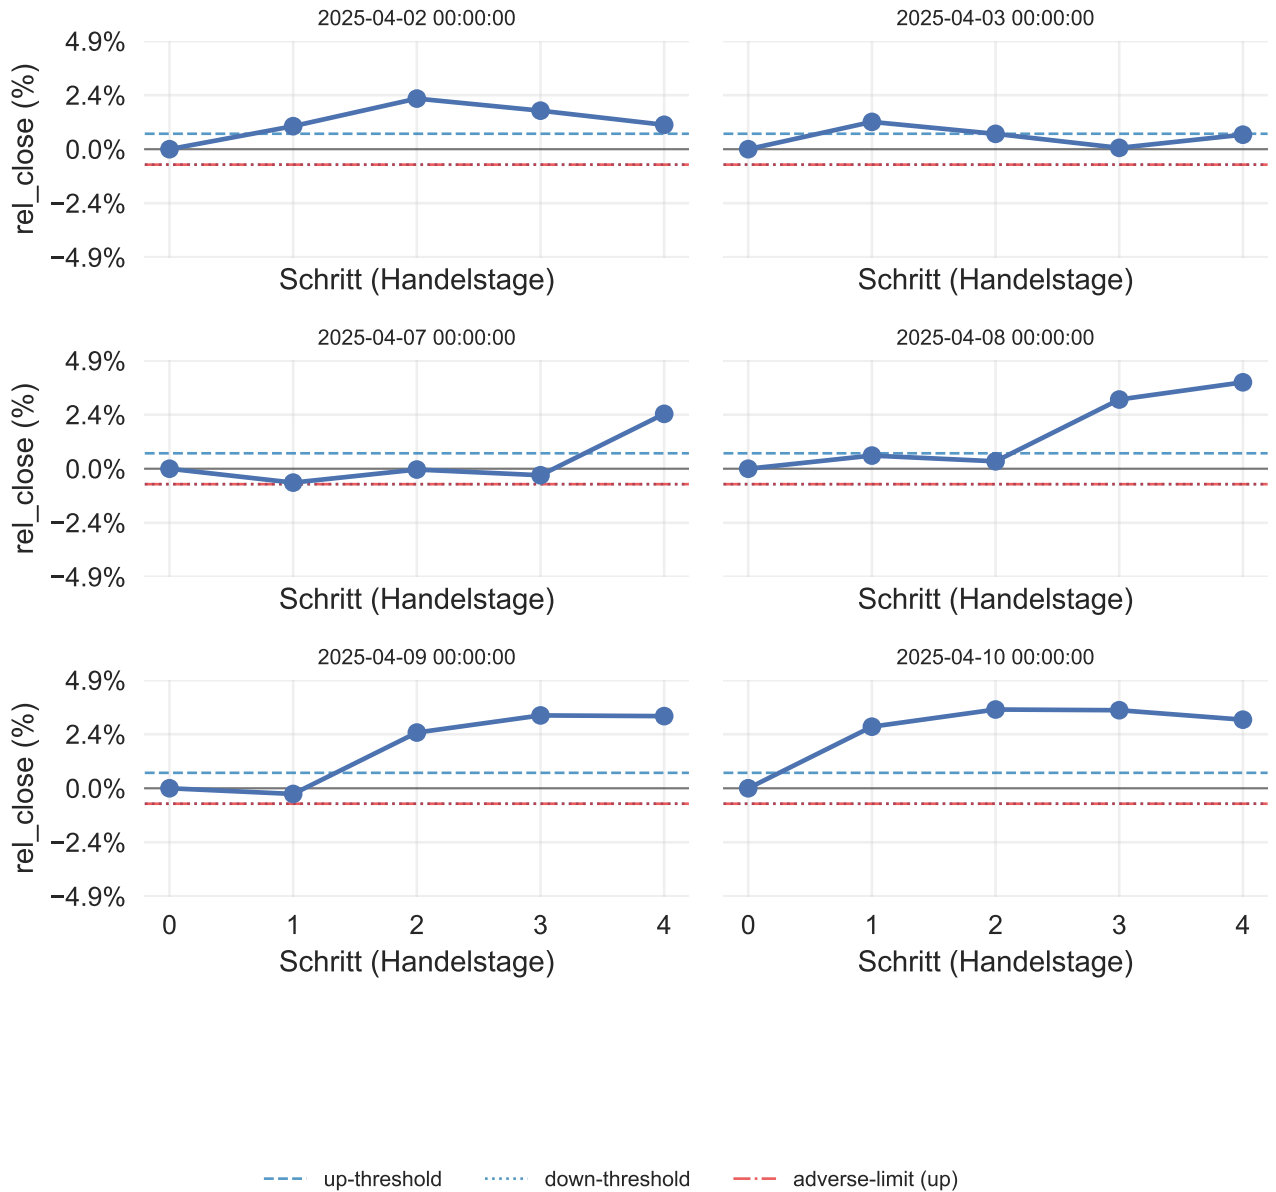 2025-04-02 00:00:00
2025-04-03 00:00:00
4.9%
2.4%
0.0%
−2.4%
−4.9%
rel_close (%)
Schritt (Handelstage)
Schritt (Handelstage)
2025-04-07 00:00:00
2025-04-08 00:00:00
4.9%
2.4%
0.0%
−2.4%
−4.9%
rel_close (%)
Schritt (Handelstage)
Schritt (Handelstage)
2025-04-09 00:00:00
2025-04-10 00:00:00
4.9%
2.4%
0.0%
−2.4%
−4.9%
rel_close (%)
0 1 2 3 4
0 1 2 3 4
Schritt (Handelstage)
Schritt (Handelstage)
up-threshold
down-threshold
adverse-limit (up)